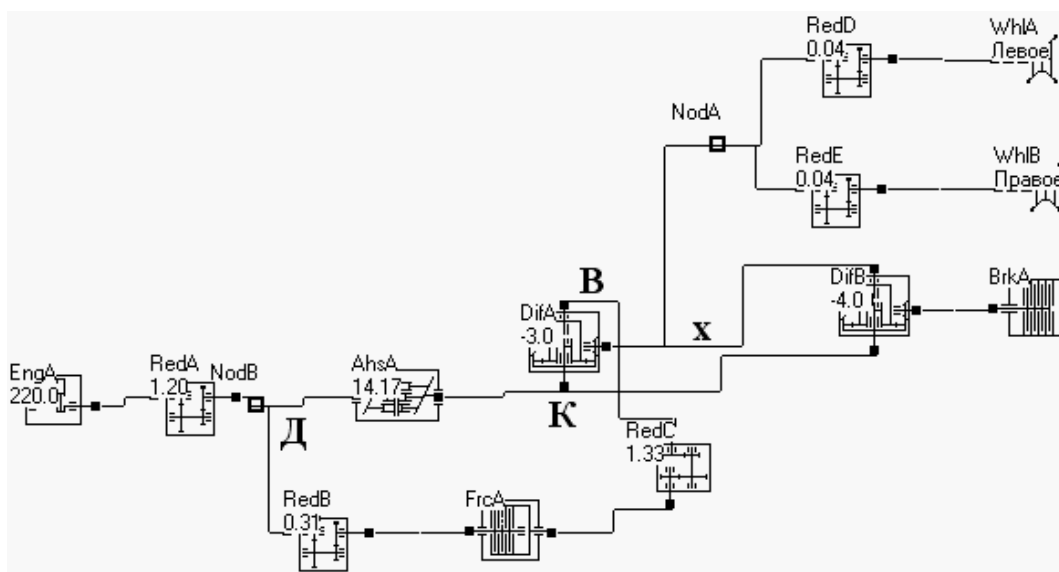 RedD
0.04
WhlA
Левое
NodA
RedE
0.04
WhlB
Правое
В
DifA
-3.0
x
DifB
-4.0
BrkA
EngA
220.0
RedA
1.20
NodB
AhsA
14.17
К
Д
RedC
1.33
RedB
0.31
FrcA